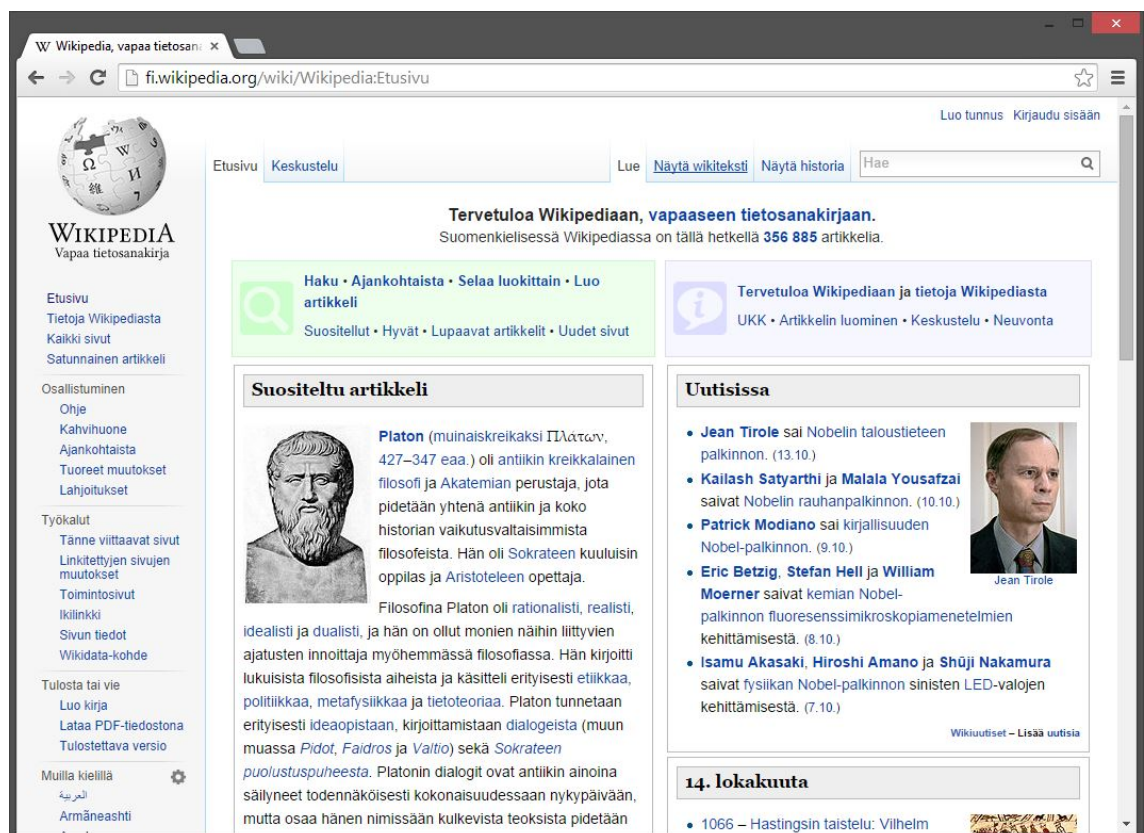 Wikipedia, vapaa tietosana
fi.wikipedia.org/wiki/Wikipedia:Etusivu
Luo tunnus Kirjaudu sisään
WIKIPEDIA
Vapaa tietosanakirja
Etusivu Keskustelu Lue Näytä wikiteksti Näytä historia Hae
Tervetuloa Wikipediaan, vapaaseen tietosanakirjaan.
Suomenkielisessä Wikipediassa on tällä hetkellä 356 885 artikkelia.
Etusivu
Tietoja Wikipediasta
Kaikki sivut
Satunnainen artikkeli
Osallistuminen
Ohje
Kahvihuone
Ajankohtaista
Tuoreet muutokset
Lahjoitukset
Työkalut
Tänne viittaavat sivut
Linkitettyjen sivujen
muutokset
Toimintosivut
Ikilinkki
Sivun tiedot
Wikidata-kohde
Tulosta tai vie
Luo kirja
Lataa PDF-tiedostona
Tulostettava versio
Muilla kielillä
العربية
Armãneashti
Haku • Ajankohtaista • Selaa luokittain • Luo
artikkeli
Suositellut • Hyvät • Lupaavat artikkelit • Uudet sivut
Tervetuloa Wikipediaan ja tietoja Wikipediasta
UKK • Artikkelin luominen • Keskustelu • Neuvonta
Suositeltu artikkeli
Platon (muinaiskreikaksi Πλάτων,
427–347 eaa.) oli antiikin kreikkalainen
filosofi ja Akatemian perustaja, jota
pidetään yhtenä antiikin ja koko
historian vaikutusvaltaisimmista
filosofeista. Hän oli Sokrateen kuuluisin
oppilas ja Aristoteleen opettaja.
Filosofina Platon oli rationalisti, realisti,
idealisti ja dualisti, ja hän on ollut monien näihin liittyvien
ajatusten innoittaja myöhemmässä filosofiassa. Hän kirjoitti
lukuisista filosofisista aiheista ja käsitteli erityisesti etiikkaa,
politiikkaa, metafysiikkaa ja tietoteoriaa. Platon tunnetaan
erityisesti ideaopistaan, kirjoittamistaan dialogeista (muun
muassa Pidot, Faidros ja Valtio) sekä Sokrateen
puolustuspuheesta. Platonin dialogit ovat antiikin ainoina
säilyneet todennäköisesti kokonaisuudessaan nykypäivään,
mutta osaa hänen nimissään kulkevista teoksista pidetään
Uutisissa
• Jean Tirole sai Nobelin taloustieteen
palkinnon. (13.10.)
• Kailash Satyarthi ja Malala Yousafzai
saivat Nobelin rauhanpalkinnon. (10.10.)
• Patrick Modiano sai kirjallisuuden
Nobel-palkinnon. (9.10.)
• Eric Betzig, Stefan Hell ja William
Moerner saivat kemian Nobel-
palkinnon fluoresenssimikroskopiamenetelmien
kehittämisestä. (8.10.)
• Isamu Akasaki, Hiroshi Amano ja Shūji Nakamura
saivat fysiikan Nobel-palkinnon sinisten LED-valojen
kehittämisestä. (7.10.)
Jean Tirole
Wikiuutiset – Lisää uutisia
14. lokakuuta
• 1066 – Hastingsin taistelu: Vilhelm